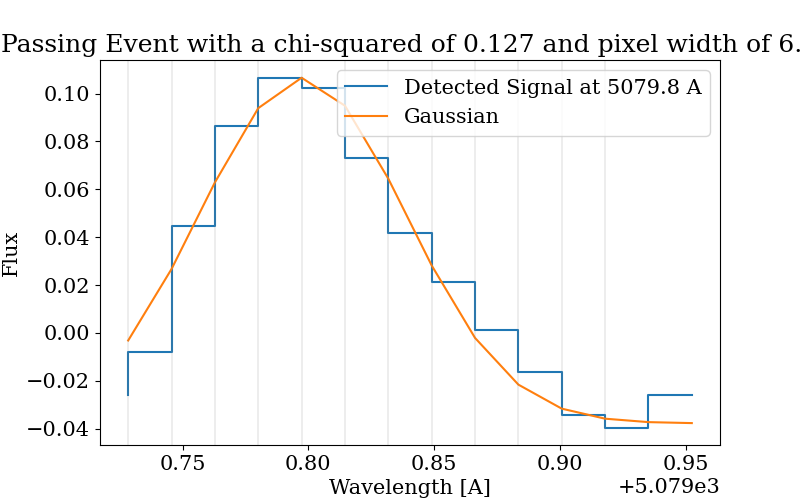 Passing Event with a chi-squared of 0.127 and pixel width of 6.
Detected Signal at 5079.8 A
Gaussian
Flux
0.10
0.08
0.06
0.04
0.02
0.00
−0.02
−0.04
0.75
0.80
0.85
0.90
0.95
+5.079e3
Wavelength [A]